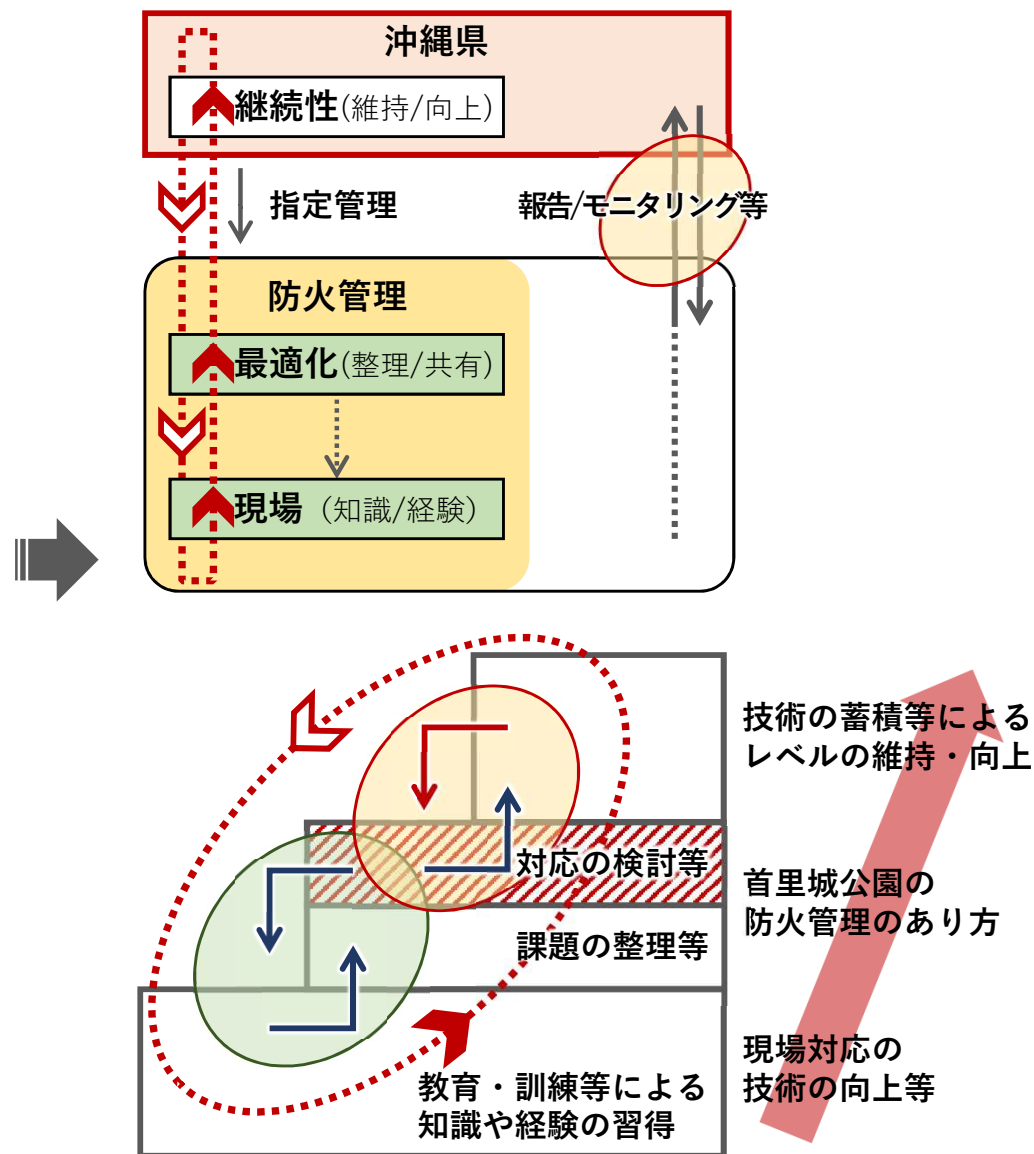 沖縄県
継続性(維持/向上)
指定管理
報告/モニタリング等
防火管理
最適化(整理/共有)
現場（知識/経験）
技術の蓄積等による
レベルの維持・向上
対応の検討等
首里城公園の
防火管理のあり方
課題の整理等
現場対応の
技術の向上等
教育・訓練等による
知識や経験の習得